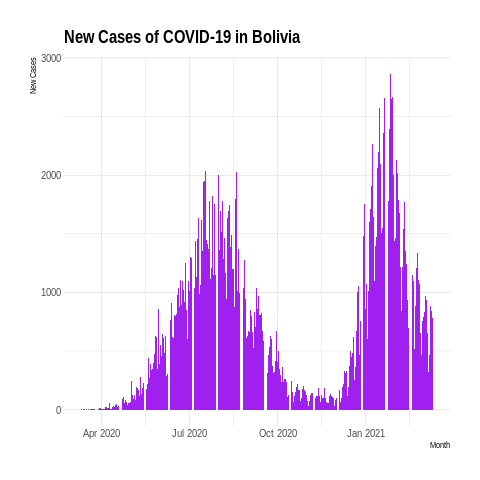 New Cases of COVID-19 in Bolivia
New Cases
3000
2000
1000
0
Apr 2020 Jul 2020 Oct 2020 Jan 2021
Month